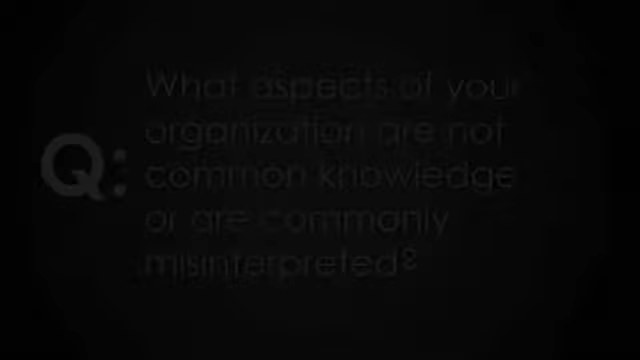 Q:
What aspects of your
organization are not
common knowledge
or are commonly
misinterpreted?